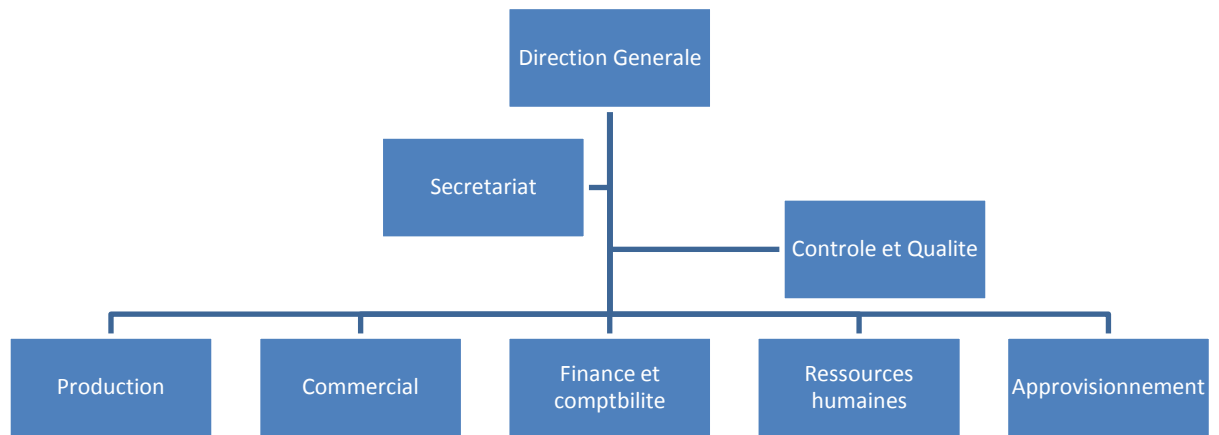 Direction Generale
Secretariat
Controle et Qualite
Production
Commercial
Finance et
comptbilite
Ressources
humaines
Approvisionnement